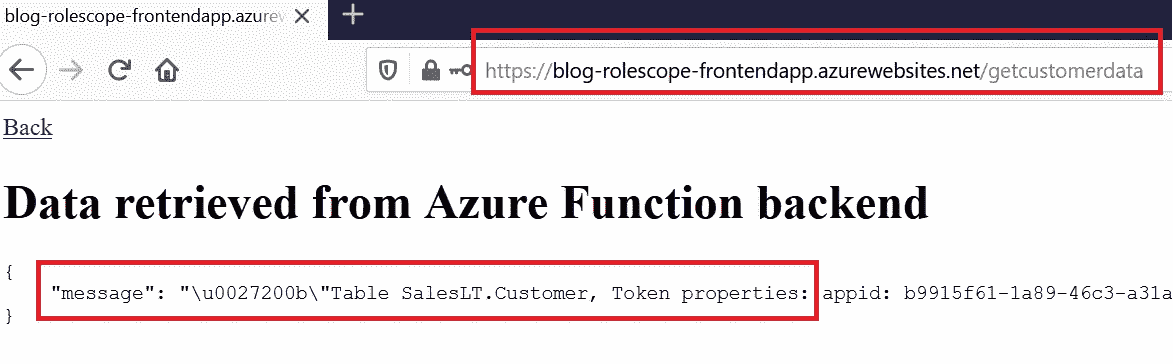 blog-rolescope-frontendapp.azurew
https://blog-rolescope-frontendapp.azurewebsites.net/getcustomerdata
Back
Data retrieved from Azure Function backend
{
"message": "\u0027200b\"Table SalesLT.Customer, Token properties: appid: b9915f61-1a89-46c3-a31a
}